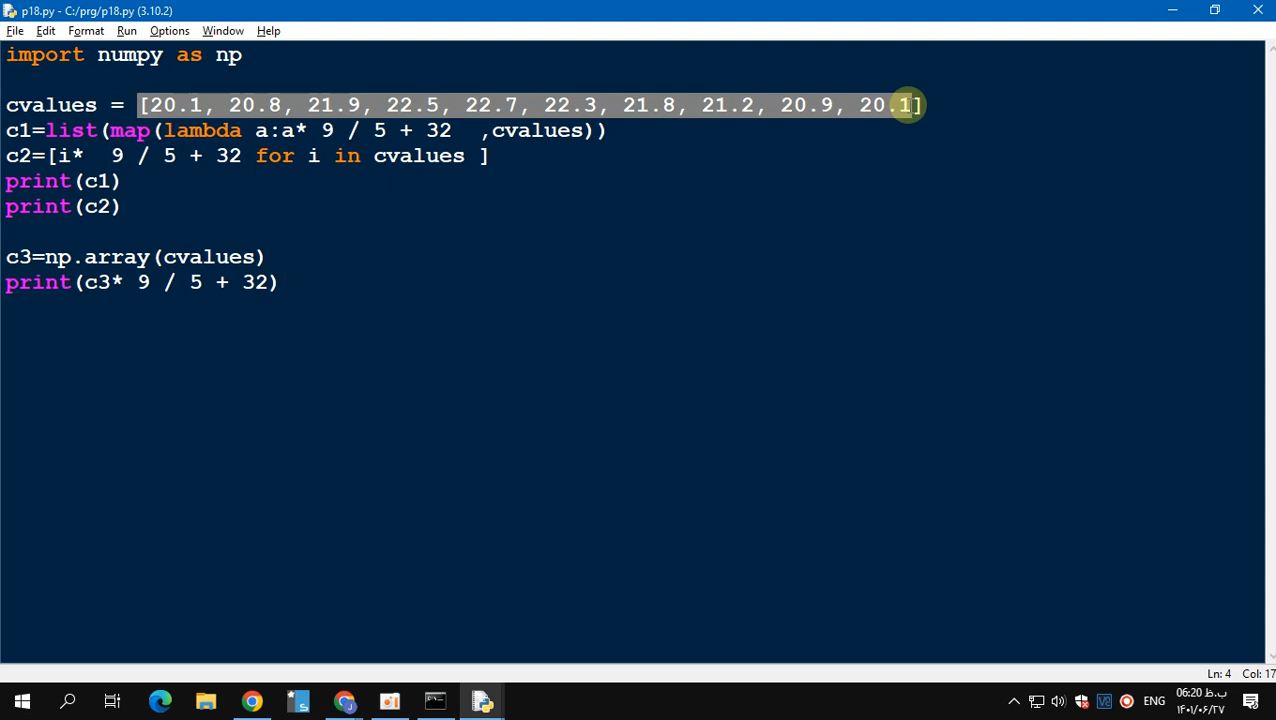 p18.py - C:/prg/p18.py (3.10.2)
File Edit Format Run Options Window Help
import numpy as np
cvalues = [20.1, 20.8, 21.9, 22.5, 22.7, 22.3, 21.8, 21.2, 20.9, 20.1]
c1=list(map(lambda a:a* 9 / 5 + 32  ,cvalues))
c2=[i*  9 / 5 + 32 for i in cvalues ]
print(c1)
print(c2)
c3=np.array(cvalues)
print(c3* 9 / 5 + 32)
Ln: 4 Col: 17
ENG
06:20 ب.ظ
۱۴۰۱/۰۶/۲۷